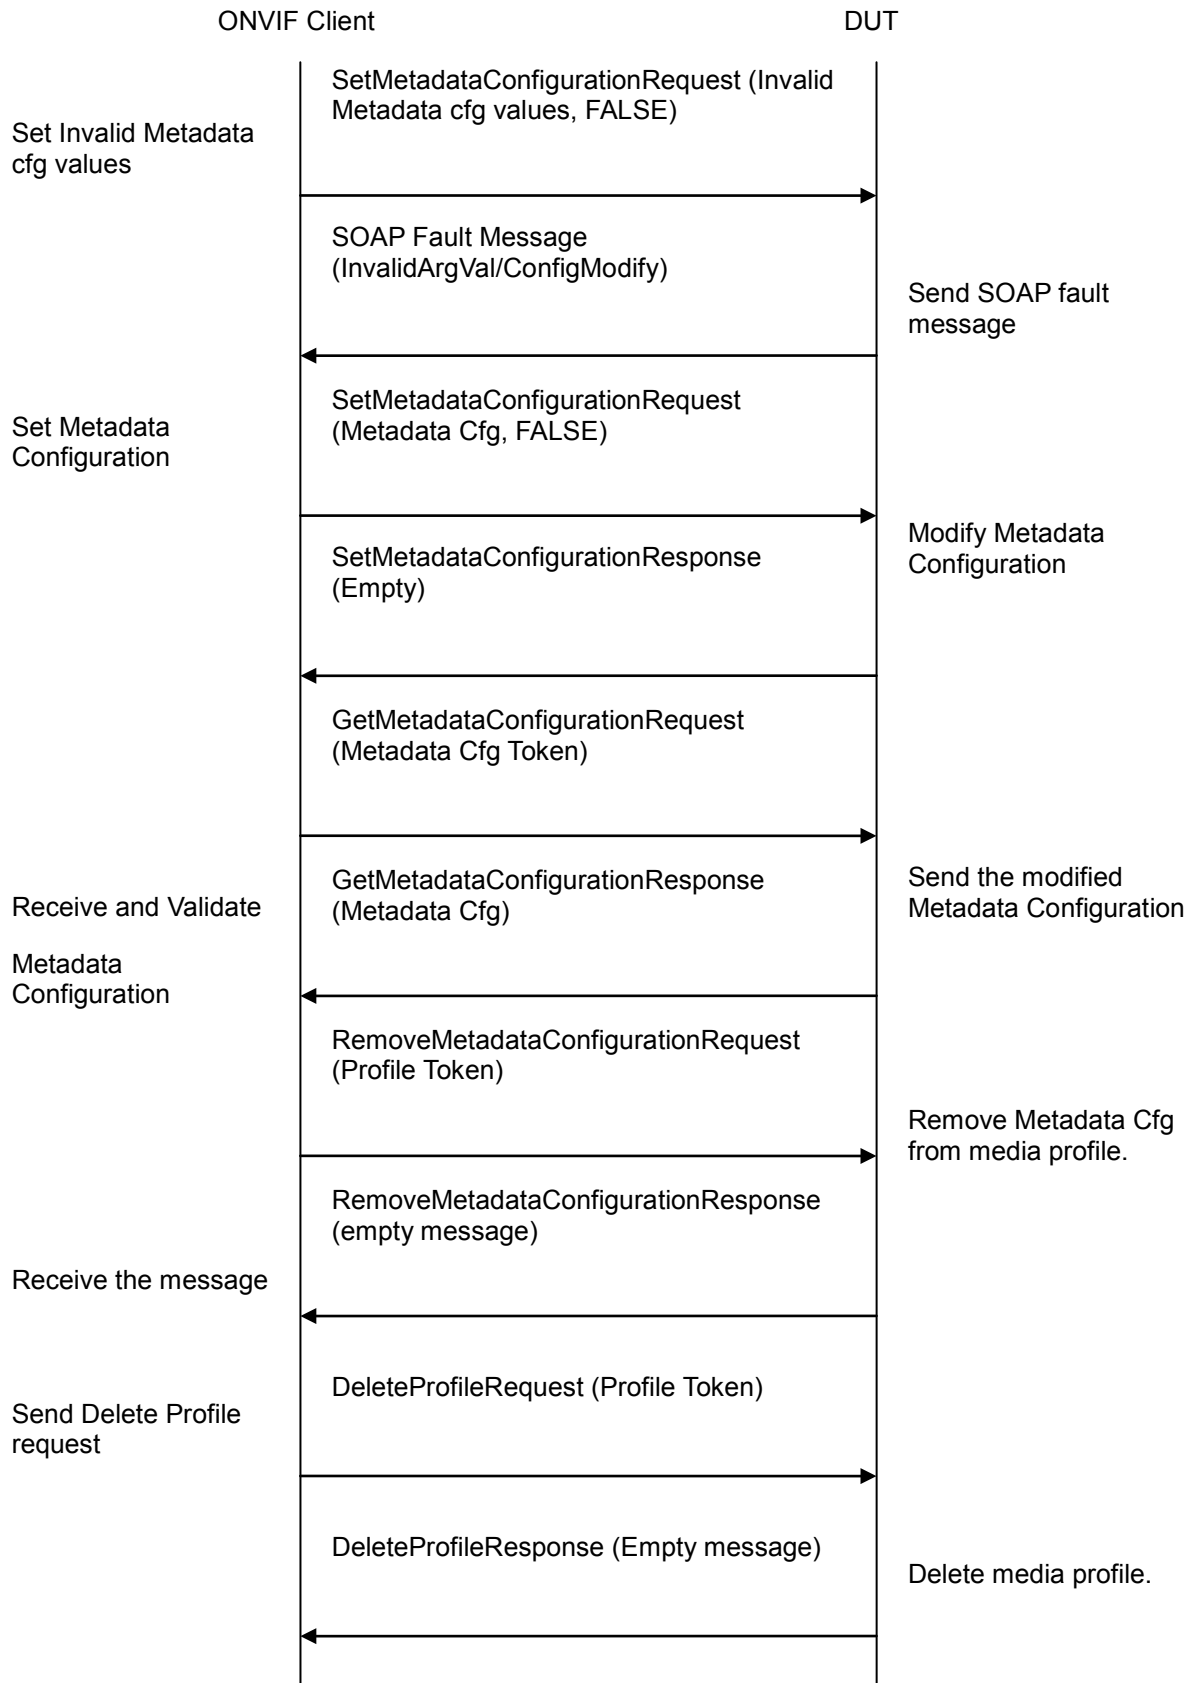 ONVIF Client
DUT
SetMetadataConfigurationRequest (Invalid
Metadata cfg values, FALSE)
Set Invalid Metadata
cfg values
SOAP Fault Message
(InvalidArgVal/ConfigModify)
Send SOAP fault
message
SetMetadataConfigurationRequest
(Metadata Cfg, FALSE)
Set Metadata
Configuration
Modify Metadata
Configuration
SetMetadataConfigurationResponse
(Empty)
GetMetadataConfigurationRequest
(Metadata Cfg Token)
Send the modified
Metadata Configuration
GetMetadataConfigurationResponse
(Metadata Cfg)
Receive and Validate
Metadata
Configuration
RemoveMetadataConfigurationRequest
(Profile Token)
Remove Metadata Cfg
from media profile.
RemoveMetadataConfigurationResponse
(empty message)
Receive the message
DeleteProfileRequest (Profile Token)
Send Delete Profile
request
DeleteProfileResponse (Empty message)
Delete media profile.